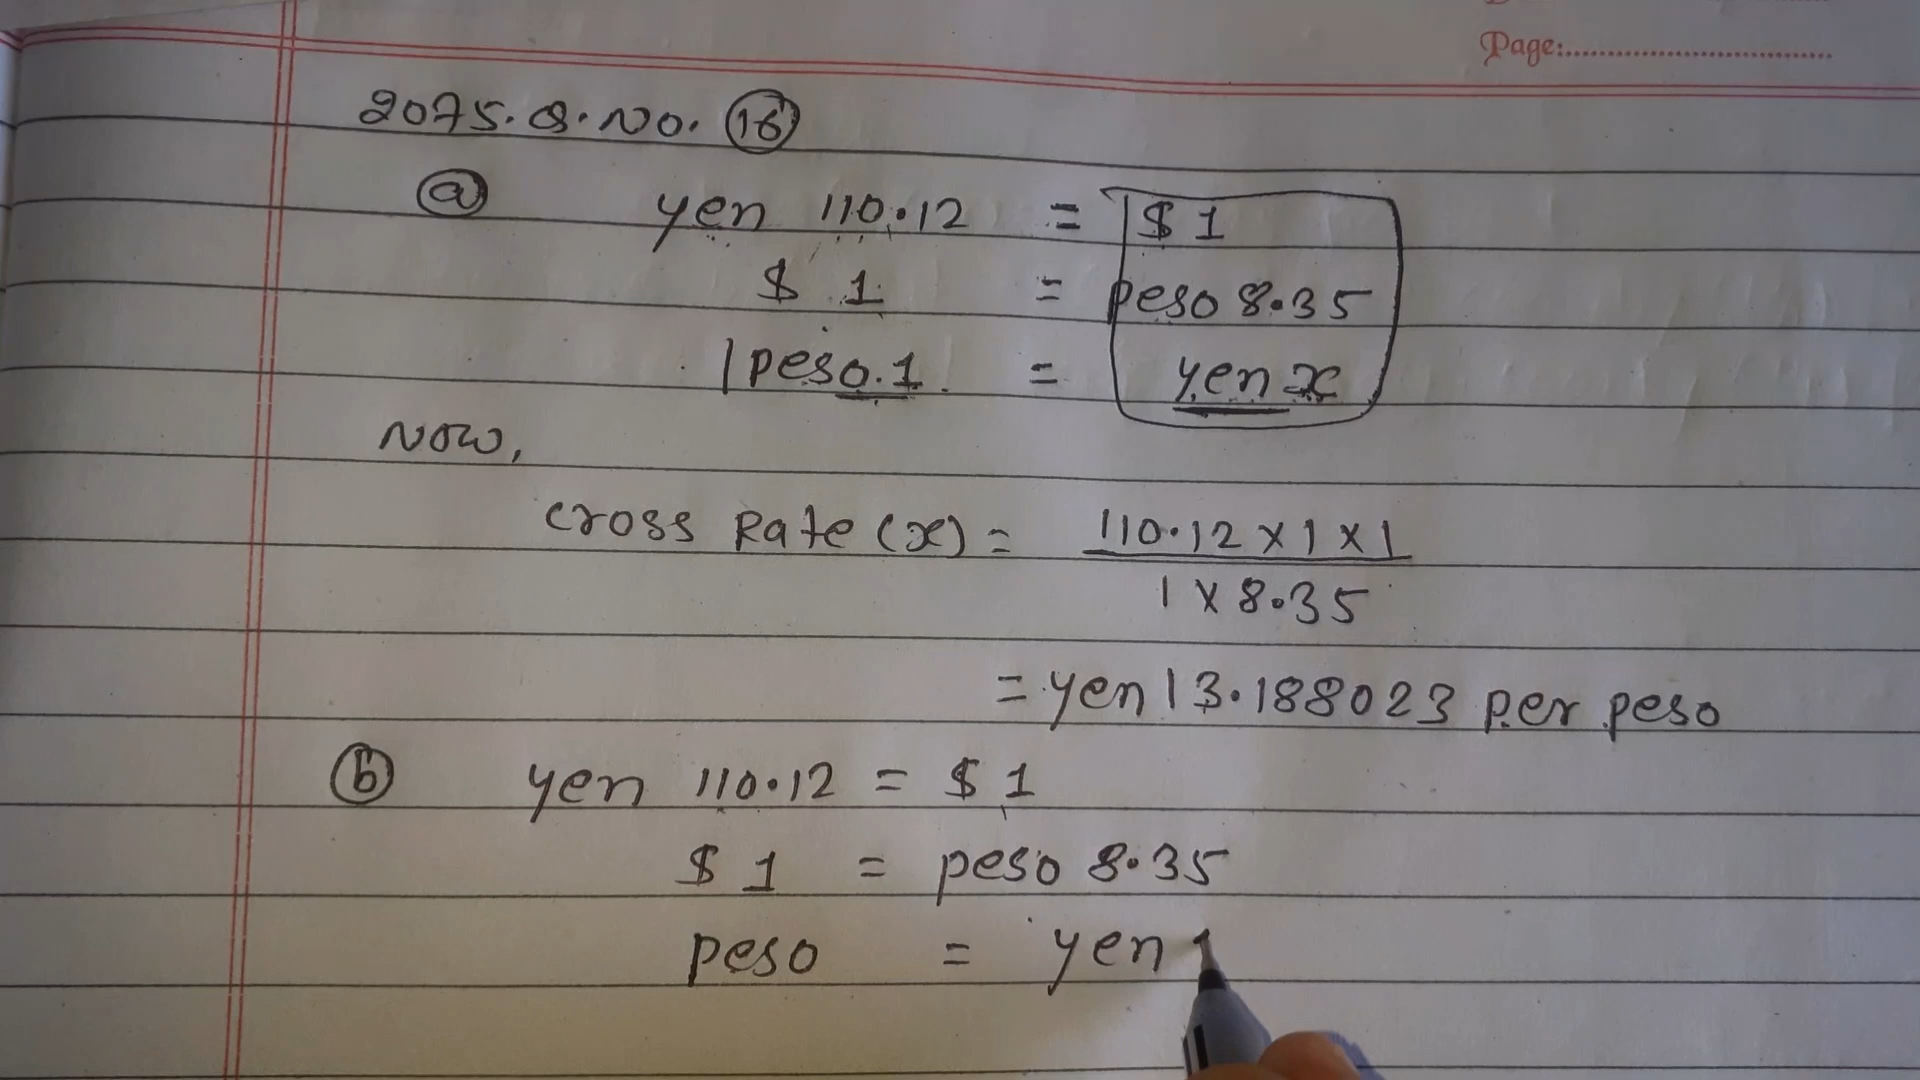 Page:
2075. Q. No. 16
a yen 110.12 = $ 1
$ 1 = peso 8.35
peso 1 = yen x
Now,
cross Rate (x) = 110.12 x 1 x 1
1 x 8.35
= yen 13.188023 per peso
b yen 110.12 = $ 1
$ 1 = peso 8.35
peso = yen 1